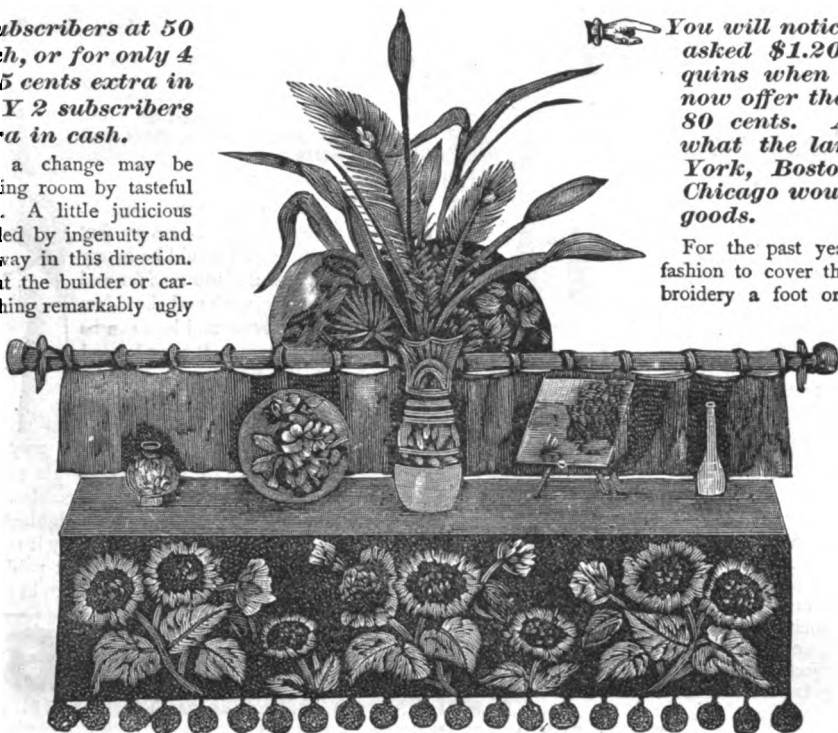 ubscribers at 50
h, or for only 4
5 cents extra in
Y 2 subscribers
ra in cash.
a change may be
ing room by tasteful
. A little judicious
led by ingenuity and
way in this direction.
at the builder or car-
hing remarkably ugly
You will notic
asked $1.20
quins when
now offer the
80 cents. A
what the lar
York, Bosto
Chicago wou
goods.
For the past yea
fashion to cover th
broidery a foot or